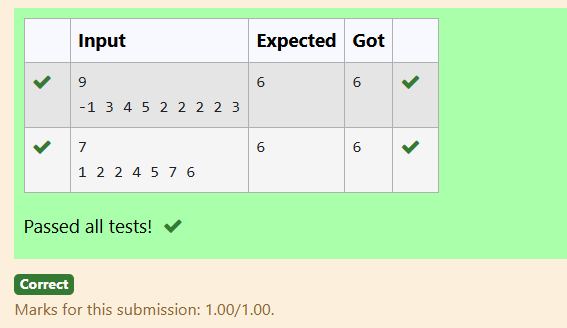 Input Expected Got
9 6 6
-1 3 4 5 2 2 2 2 3
7 6 6
1 2 2 4 5 7 6
Passed all tests!
Correct
Marks for this submission: 1.00/1.00.